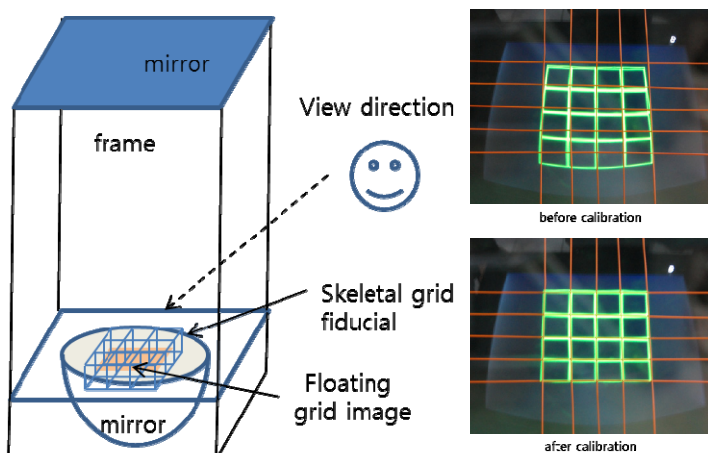 mirror
frame
View direction
Skeletal grid
fiducial
Floating
grid image
mirror
before calibration
after calibration